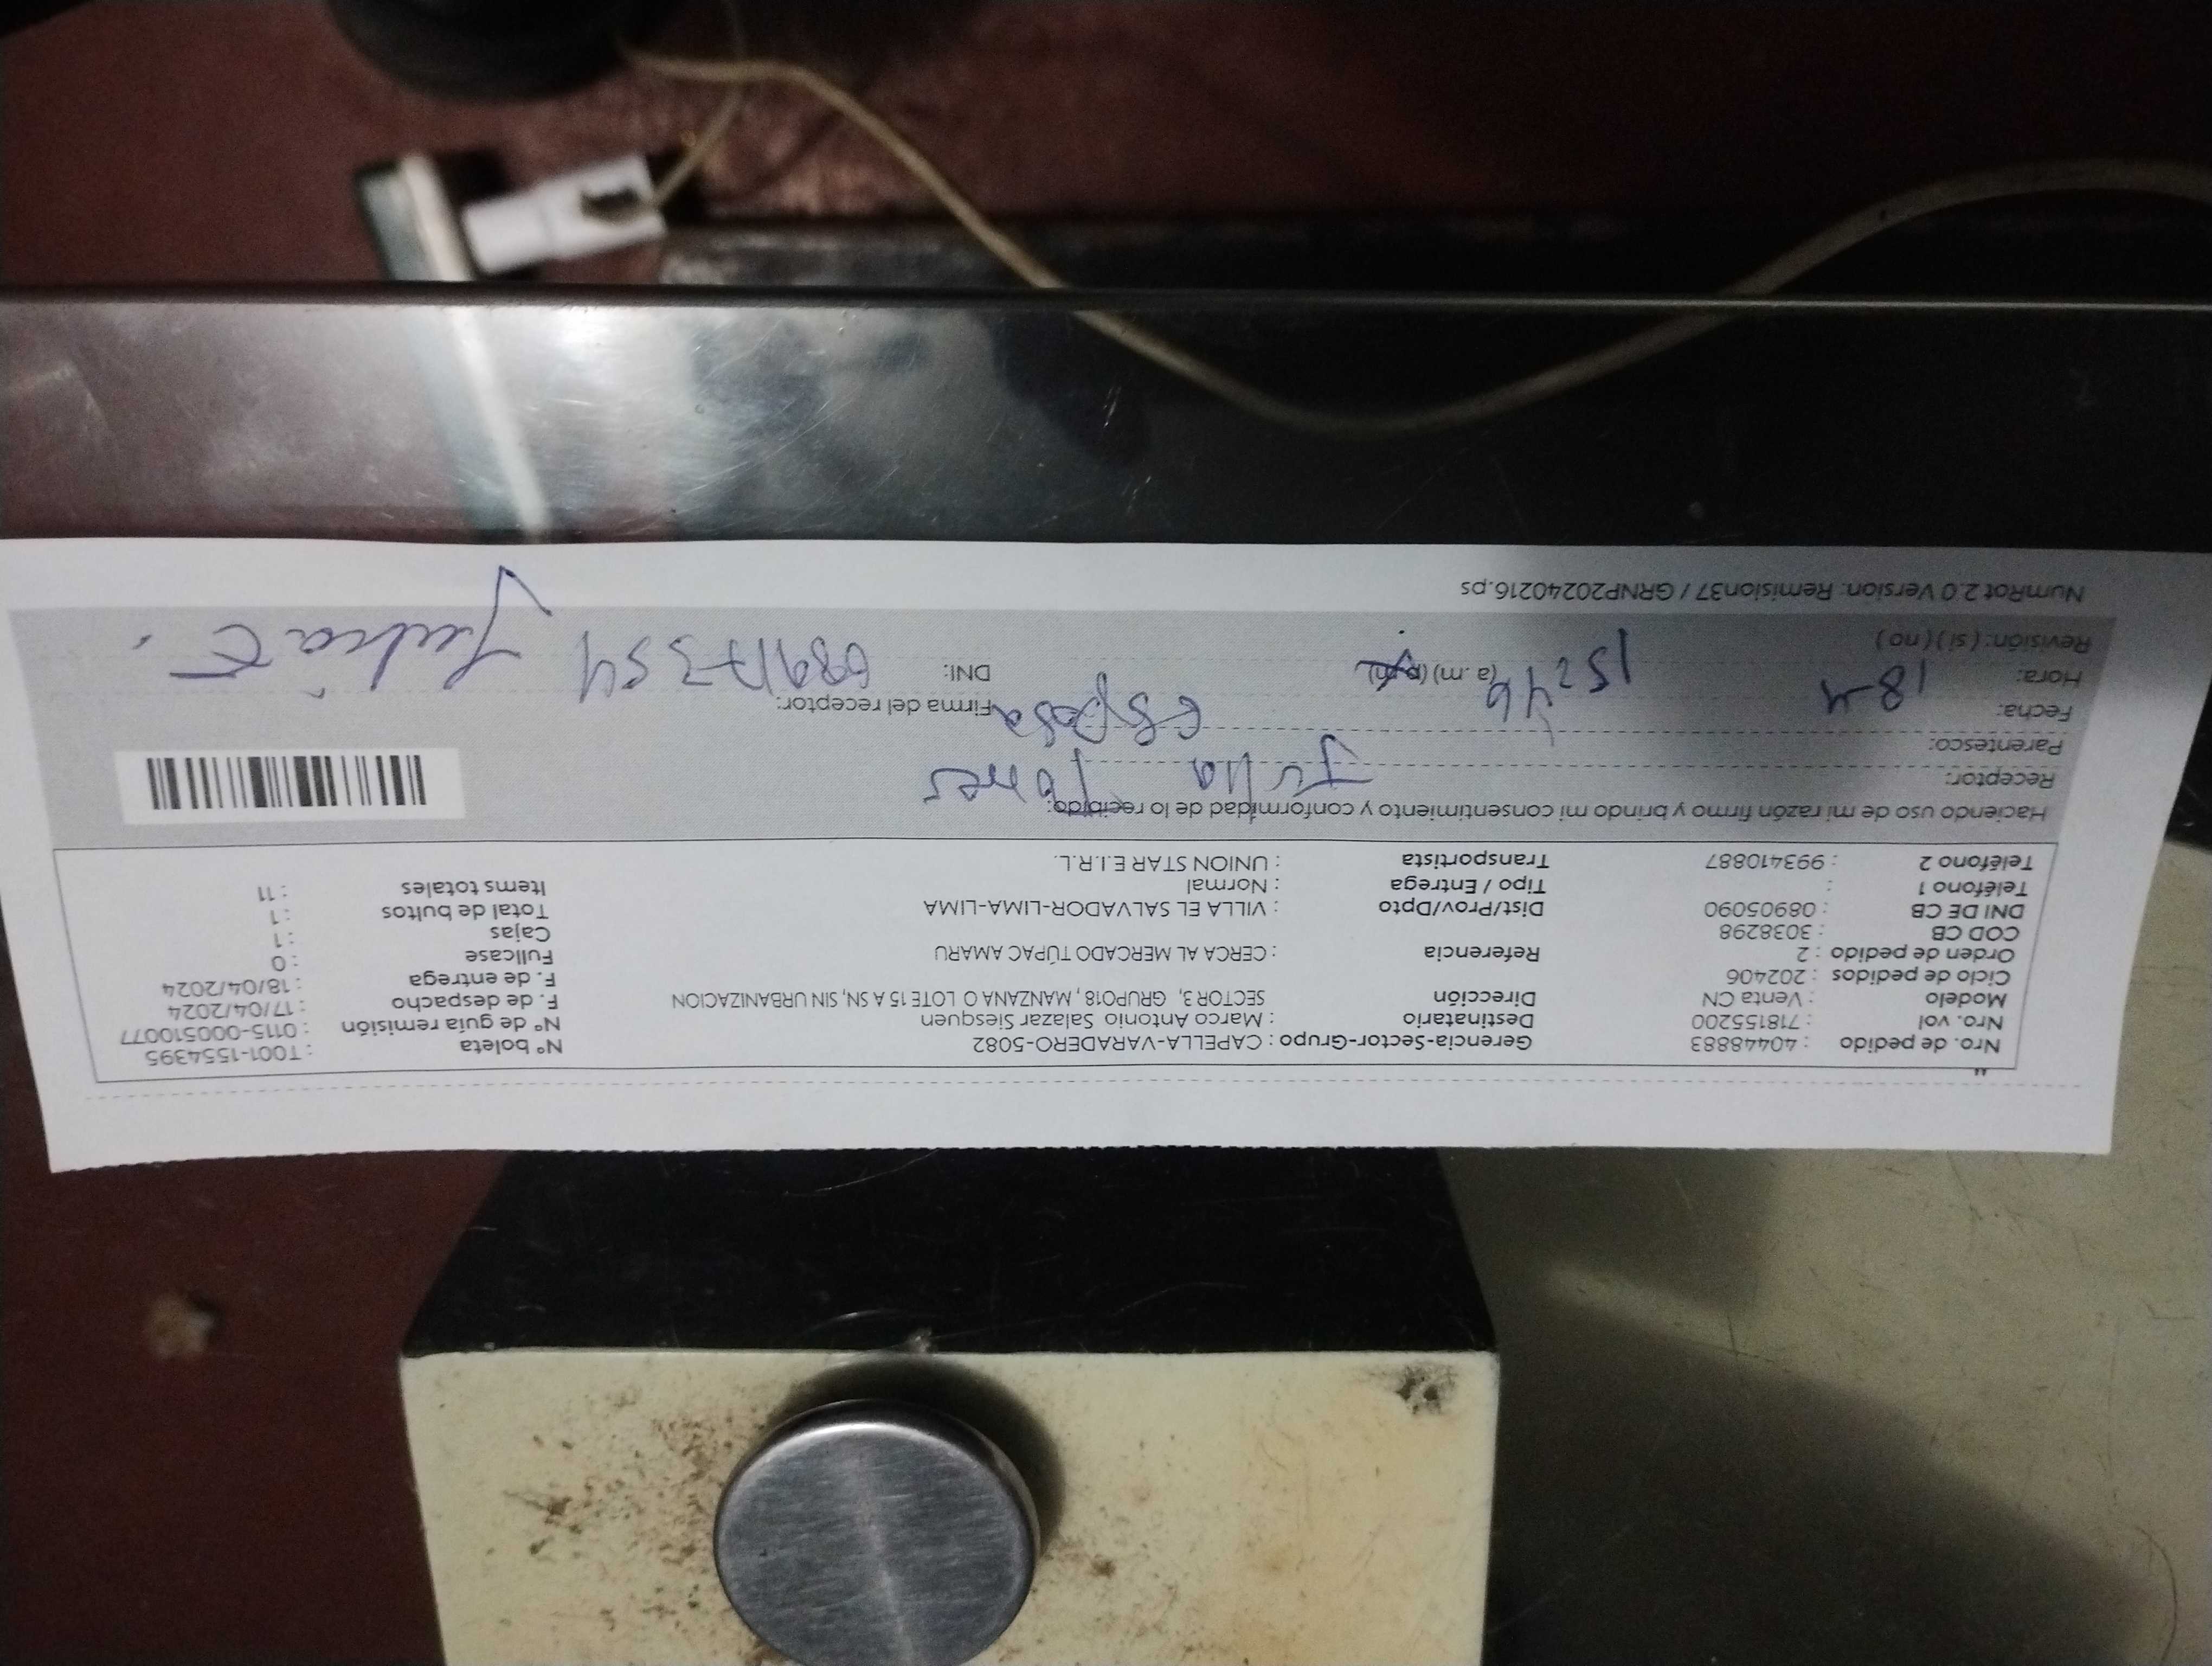 Nro. de pedido : 40448883 Gerencia-Sector-Grupo : CAPELLA-VARADERO-5082 N° boleta : T001-1554395
Nro. vol : 718155200 Destinatario : Marco Antonio Salazar Siesquen N° de guía remisión : 0115-000510077
Modelo : Venta CN Dirección SECTOR 3, GRUPO18, MANZANA O LOTE 15 A SN, SIN URBANIZACION F. de despacho : 17/04/2024
Ciclo de pedidos : 202406 F. de entrega : 18/04/2024
Orden de pedido : 2 Referencia : CERCA AL MERCADO TÚPAC AMARU Fullcase : 0
COD CB : 3038298 Cajas : 1
DNI DE CB : 08905090 Dist/Prov/Dpto : VILLA EL SALVADOR-LIMA-LIMA Total de bultos : 1
Teléfono 1 : Tipo / Entrega : Normal Items totales : 11
Teléfono 2 : 993410887 Transportista : UNION STAR E.I.R.L.
Haciendo uso de mi razón firmo y brindo mi consentimiento y conformidad de lo recibido:
Receptor: Julia
Parentesco: esposa
Fecha: 18-4 Firma del receptor:
Hora: 15:46 (a.m) (p.m) DNI:
Revisión: ( si ) ( no )
NumRot 2.0 Versión: Remision37 / GRNP20240216.ps